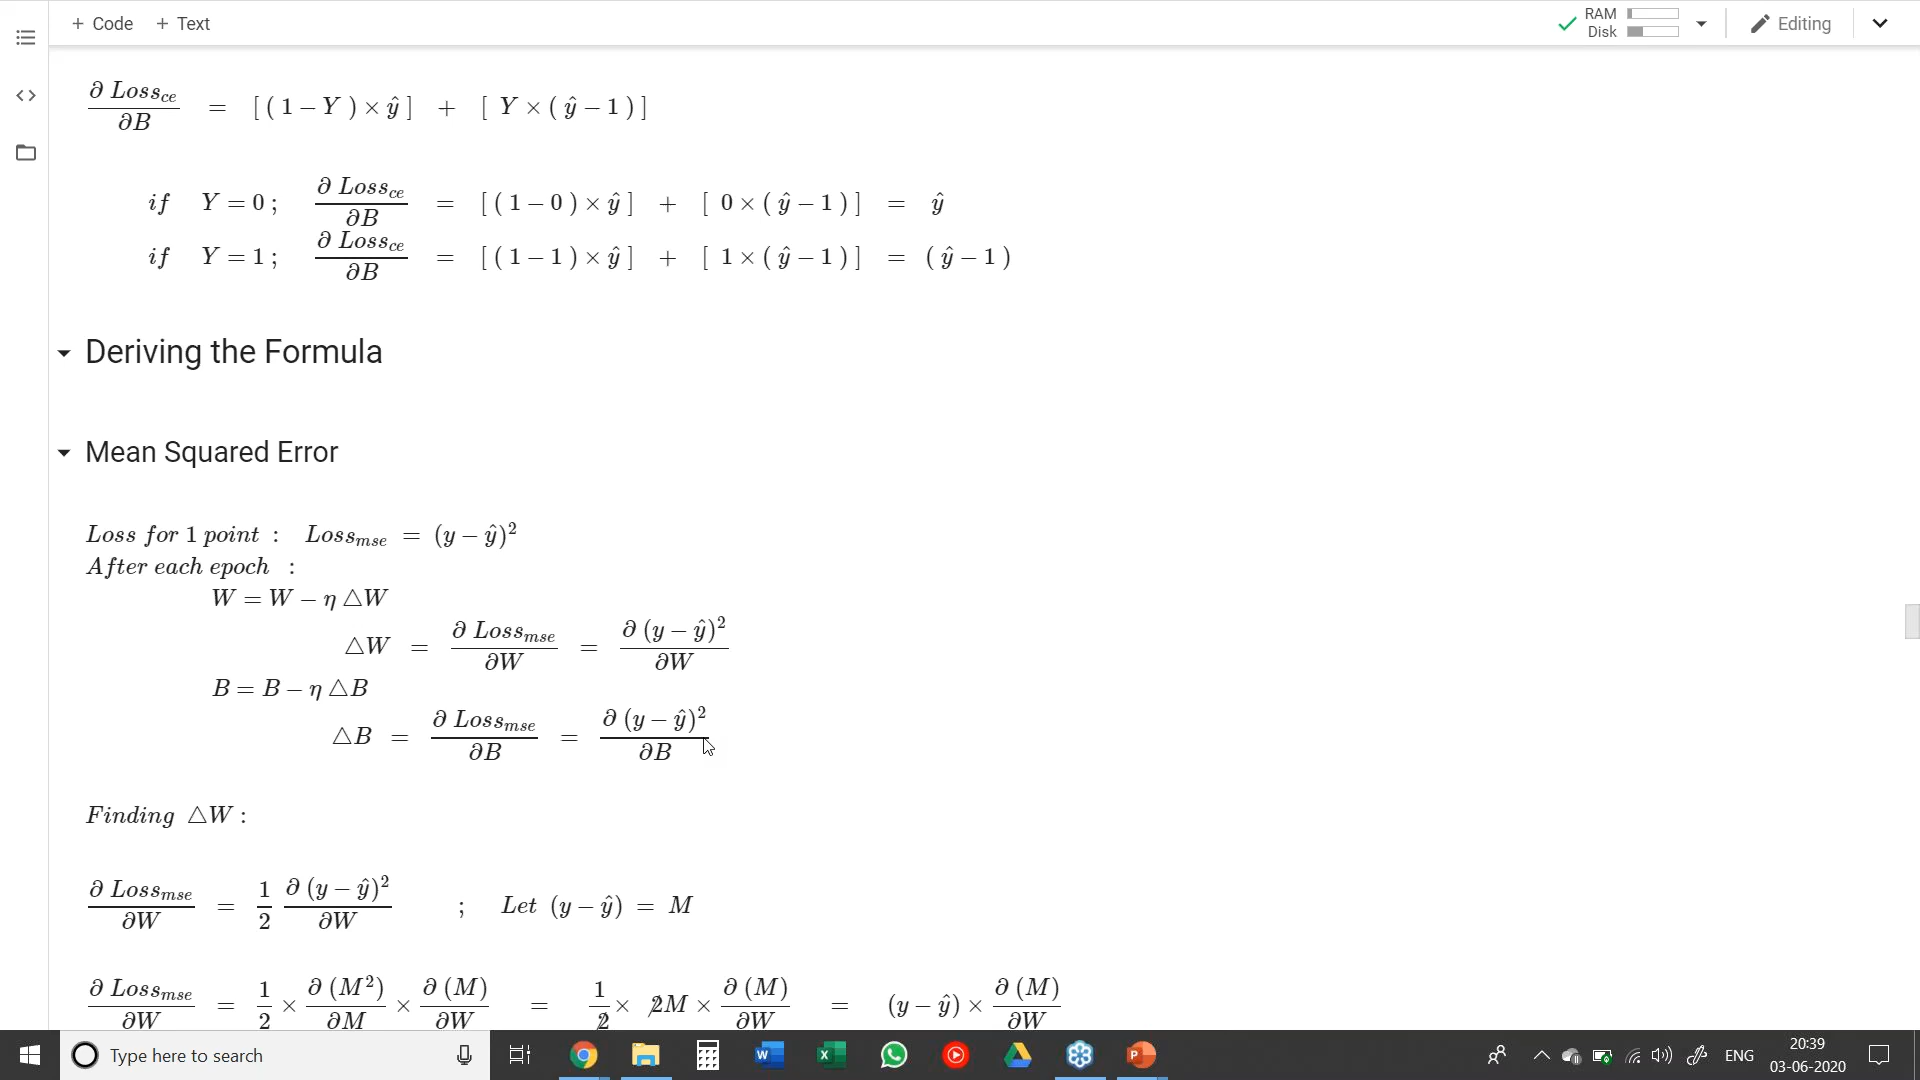 + Code + Text RAM Disk Editing
∂ Loss_ce / ∂B = [ ( 1 − Y ) × ŷ ] + [ Y × ( ŷ − 1 ) ]
if Y = 0 ; ∂ Loss_ce / ∂B = [ ( 1 − 0 ) × ŷ ] + [ 0 × ( ŷ − 1 ) ] = ŷ
if Y = 1 ; ∂ Loss_ce / ∂B = [ ( 1 − 1 ) × ŷ ] + [ 1 × ( ŷ − 1 ) ] = ( ŷ − 1 )
Deriving the Formula
Mean Squared Error
Loss for 1 point : Loss_mse = (y − ŷ)²
After each epoch :
W = W − η △W
△W = ∂ Loss_mse / ∂W = ∂ (y − ŷ)² / ∂W
B = B − η △B
△B = ∂ Loss_mse / ∂B = ∂ (y − ŷ)² / ∂B
Finding △W :
∂ Loss_mse / ∂W = 1/2 ∂ (y − ŷ)² / ∂W ; Let (y − ŷ) = M
∂ Loss_mse / ∂W = 1/2 × ∂ (M²) / ∂M × ∂ (M) / ∂W = 1/2 × 2M × ∂ (M) / ∂W = (y − ŷ) × ∂ (M) / ∂W
Type here to search ENG 20:39
03-06-2020